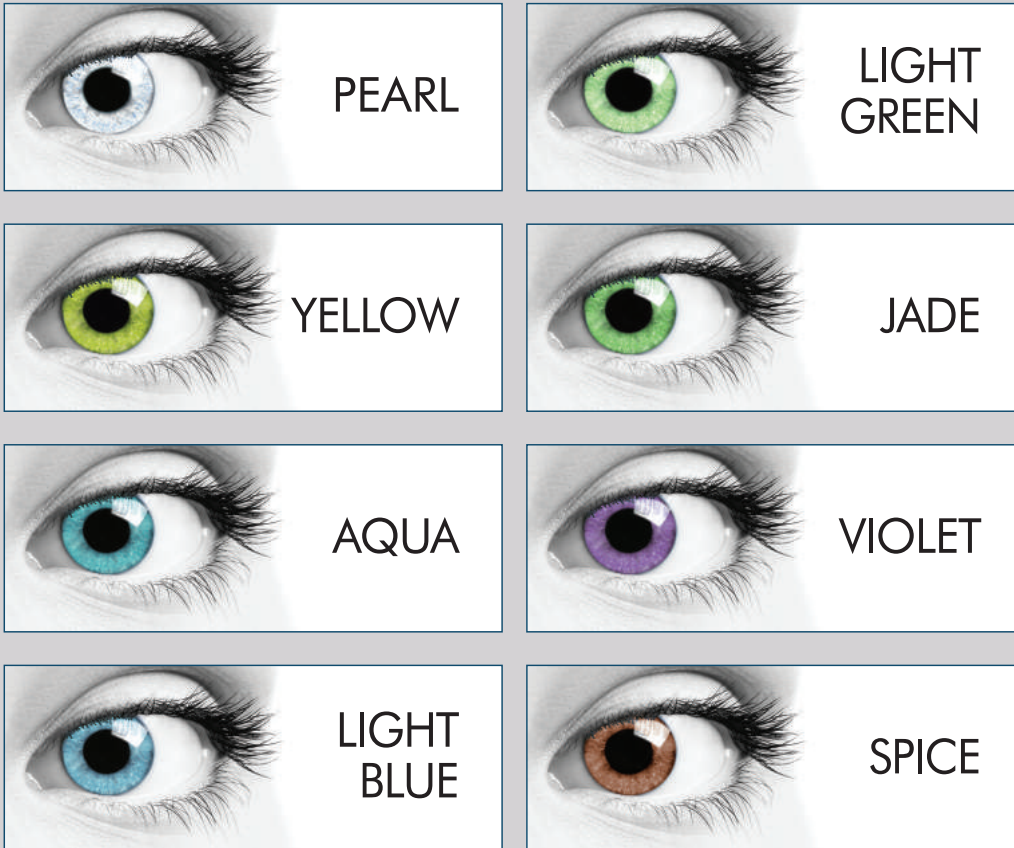 PEARL
LIGHT
GREEN
YELLOW
JADE
AQUA
VIOLET
LIGHT
BLUE
SPICE